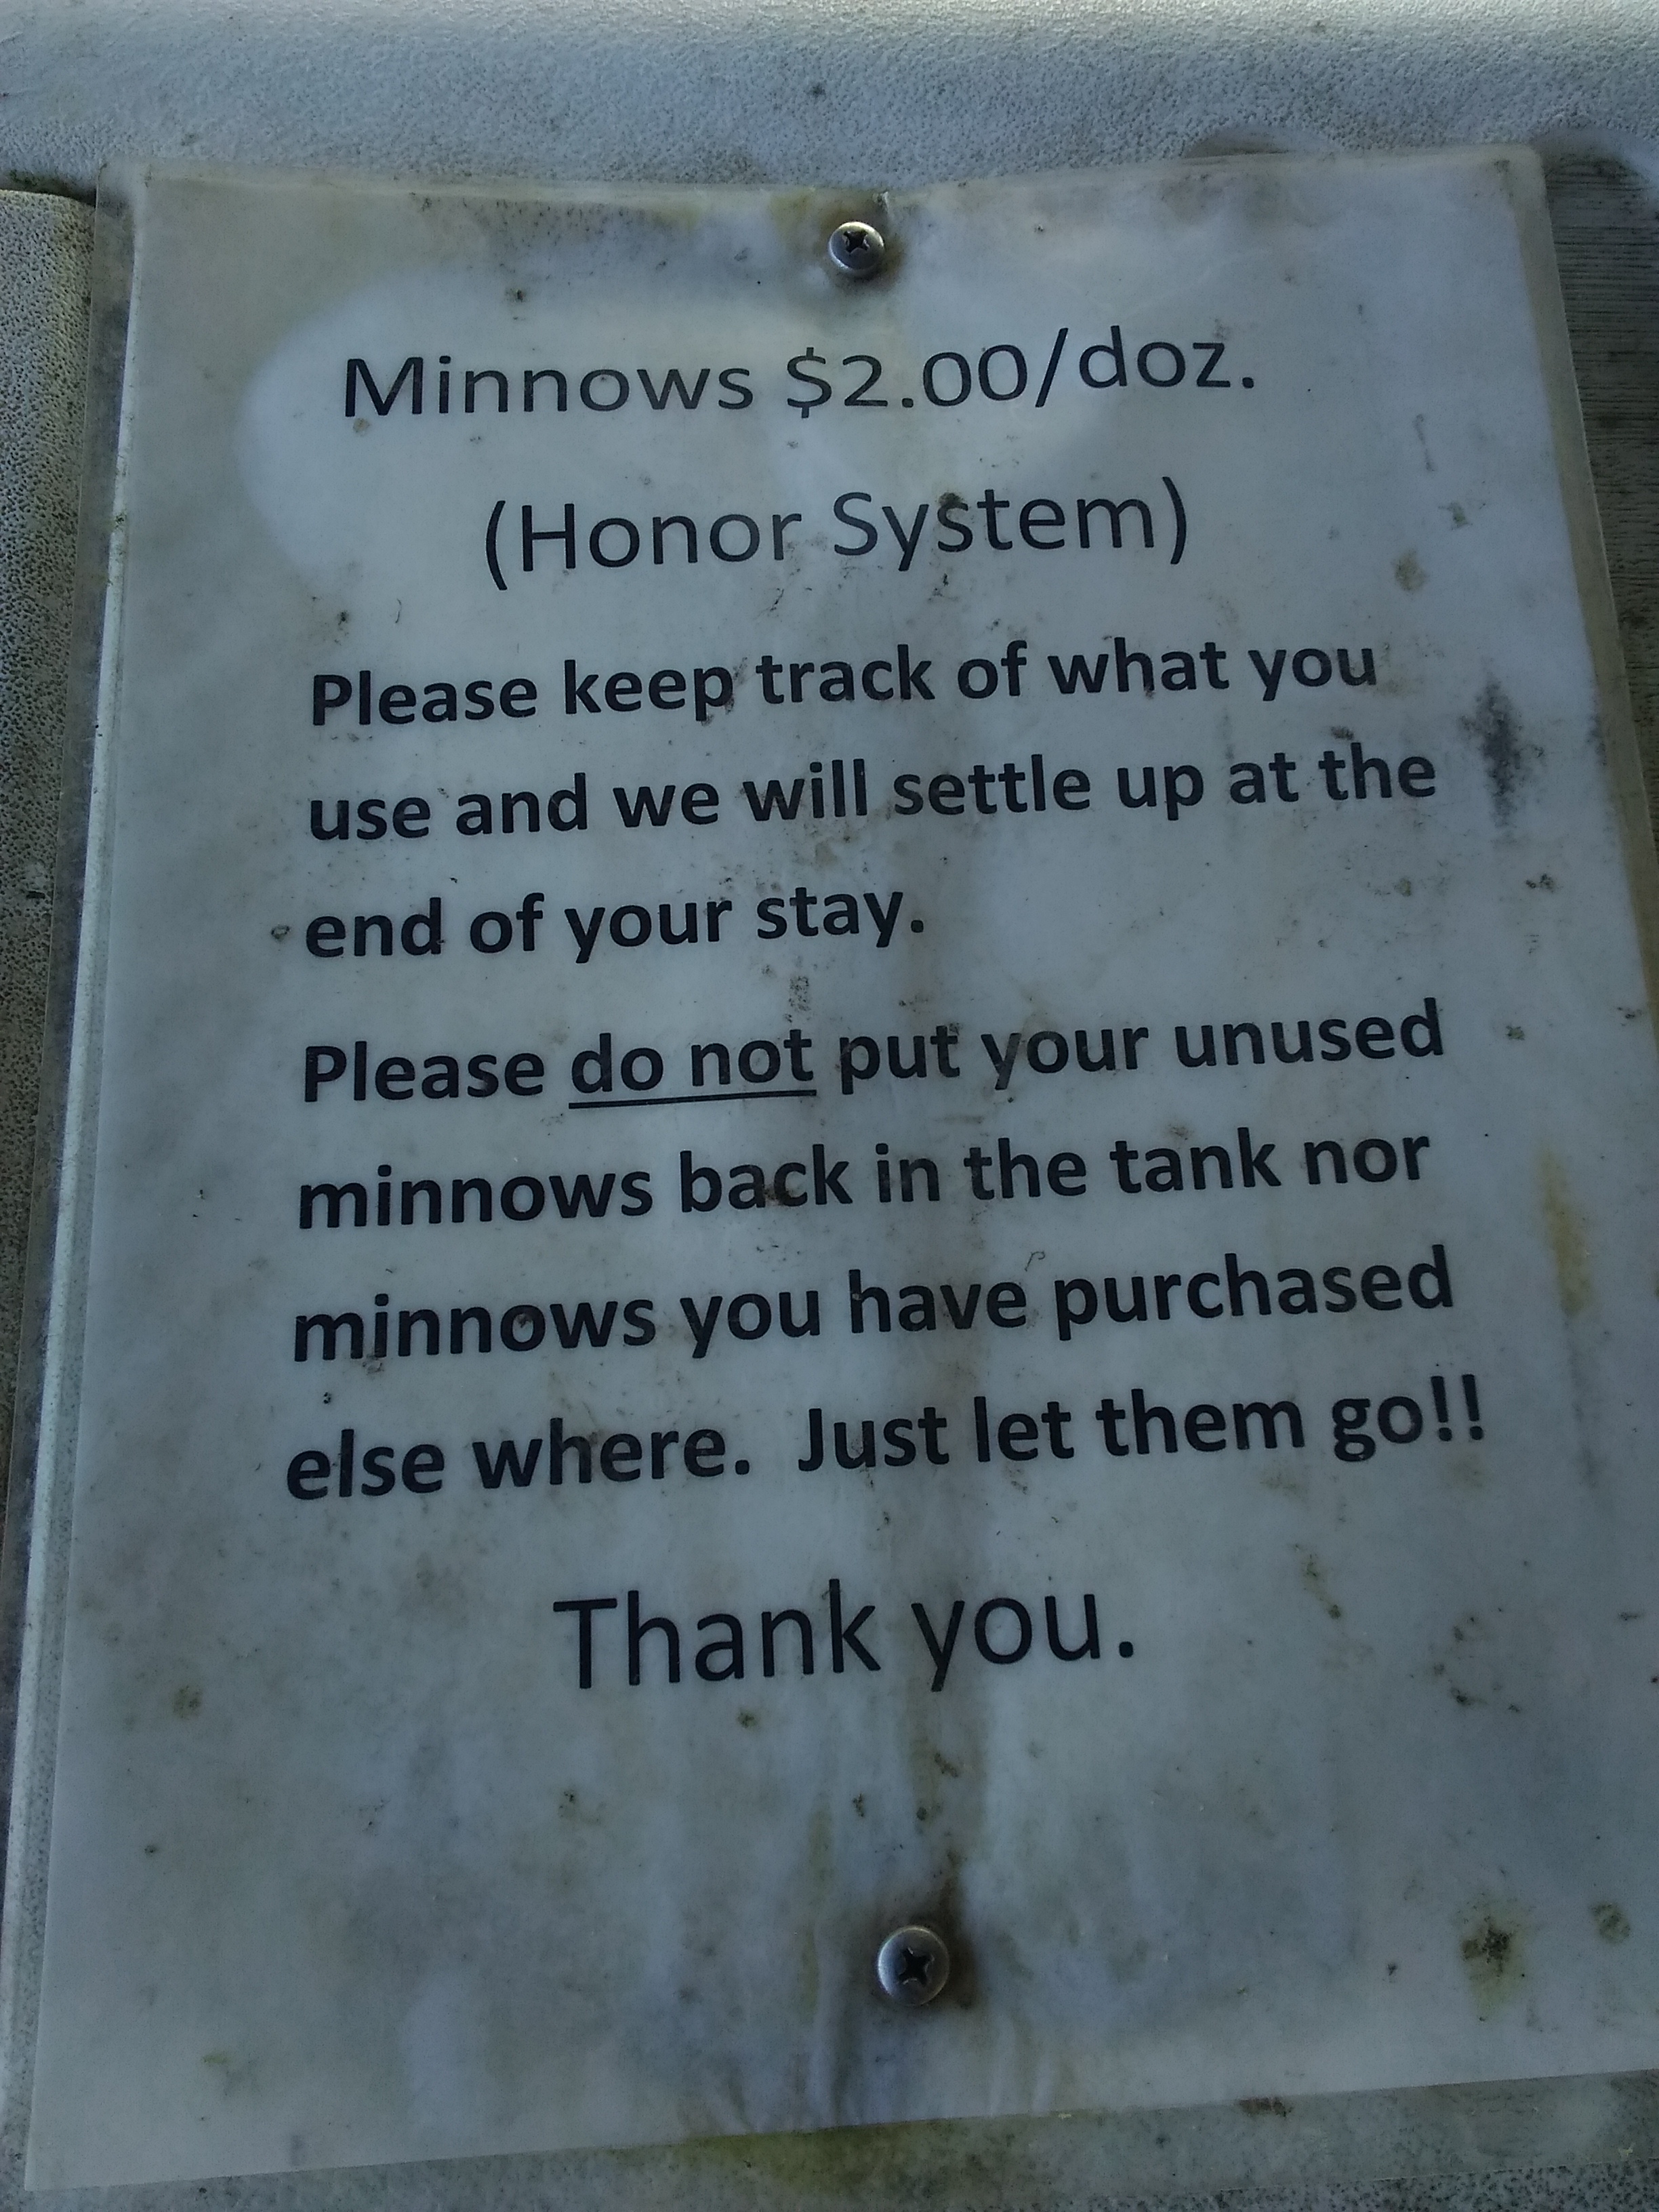 Minnows $2.00/doz.
(Honor System)
Please keep track of what you
use and we will settle up at the
end of your stay.
Please do not put your unused
minnows back in the tank nor
minnows you have purchased
else where.  Just let them go!!
Thank you.